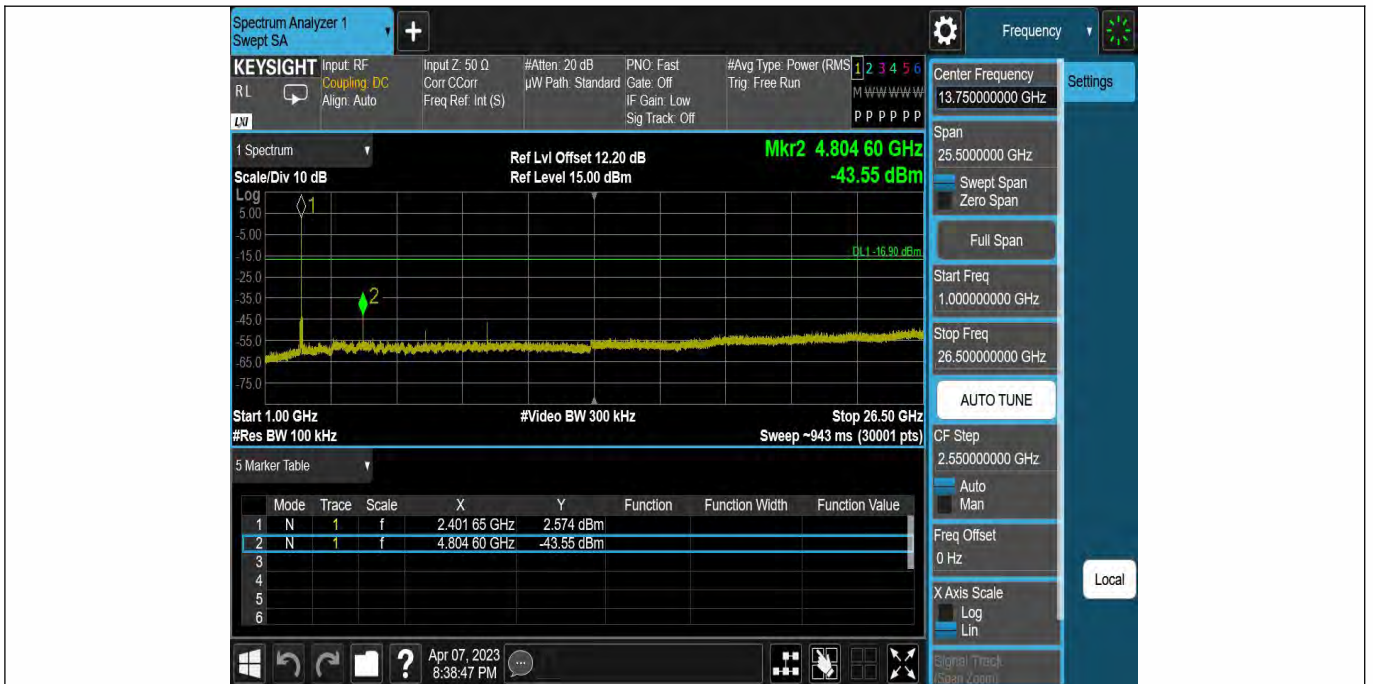 Spectrum Analyzer 1
Swept SA
+
Frequency
KEYSIGHT
RL
LXI
Input: RF
Coupling: DC
Align: Auto
Input Z: 50 Ω
Corr CCorr
Freq Ref: Int (S)
#Atten: 20 dB
µW Path: Standard
PNO: Fast
Gate: Off
IF Gain: Low
Sig Track: Off
#Avg Type: Power (RMS
Trig: Free Run
1 2 3 4 5 6
M W W W W W
P P P P P P
1 Spectrum
Scale/Div 10 dB
Ref Lvl Offset 12.20 dB
Ref Level 15.00 dBm
Mkr2 4.804 60 GHz
-43.55 dBm
Log
1
5.00
-5.00
DL1 -16.90 dBm
-15.0
-25.0
2
-35.0
-45.0
-55.0
-65.0
-75.0
Start 1.00 GHz
#Video BW 300 kHz
Stop 26.50 GHz
#Res BW 100 kHz
Sweep ~943 ms (30001 pts)
5 Marker Table
Mode Trace Scale X Y Function Function Width Function Value
1 N 1 f 2.401 65 GHz 2.574 dBm
2 N 1 f 4.804 60 GHz -43.55 dBm
3
4
5
6
Apr 07, 2023
8:38:47 PM
Center Frequency
13.750000000 GHz
Settings
Span
25.5000000 GHz
Swept Span
Zero Span
Full Span
Start Freq
1.000000000 GHz
Stop Freq
26.500000000 GHz
AUTO TUNE
CF Step
2.550000000 GHz
Auto
Man
Freq Offset
0 Hz
X Axis Scale
Log
Lin
Signal Track
(Span Zoom)
Local